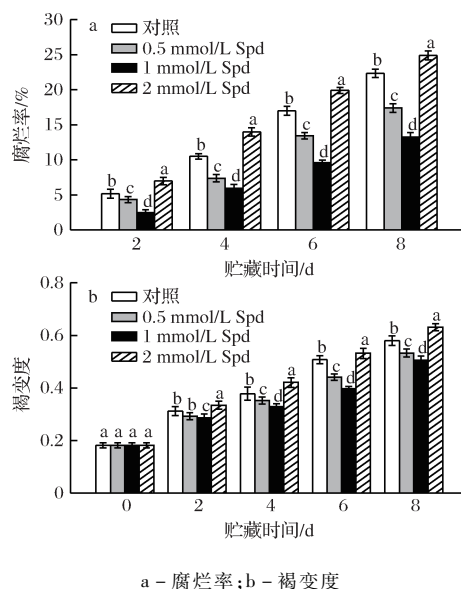 a
对照
0.5 mmol/L Spd
1 mmol/L Spd
2 mmol/L Spd
30
25
20
15
10
5
0
腐烂率/%
b c d a
b c d a
b c d a
b c d a
2 4 6 8
贮藏时间/d
b
对照
0.5 mmol/L Spd
1 mmol/L Spd
2 mmol/L Spd
0.8
0.6
0.4
0.2
0
褐变度
a a a a
b b c a
b c d a
b c d a
b c d a
0 2 4 6 8
贮藏时间/d
a－腐烂率;b－褐变度